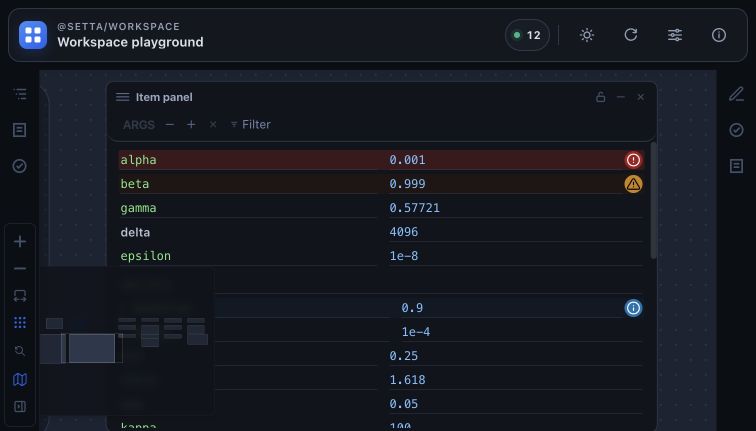 @SETTA/WORKSPACE
Workspace playground
12
Item panel
ARGS
Filter
alpha 0.001
beta 0.999
gamma 0.57721
delta 4096
epsilon 1e-8
0.9
1e-4
0.25
1.618
0.05
kappa 100